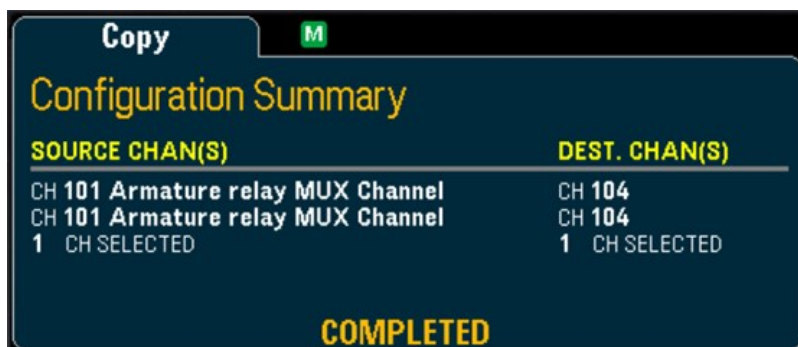 Copy M
Configuration Summary
SOURCE CHAN(S) DEST. CHAN(S)
CH 101 Armature relay MUX Channel CH 104
CH 101 Armature relay MUX Channel CH 104
1 CH SELECTED 1 CH SELECTED
COMPLETED